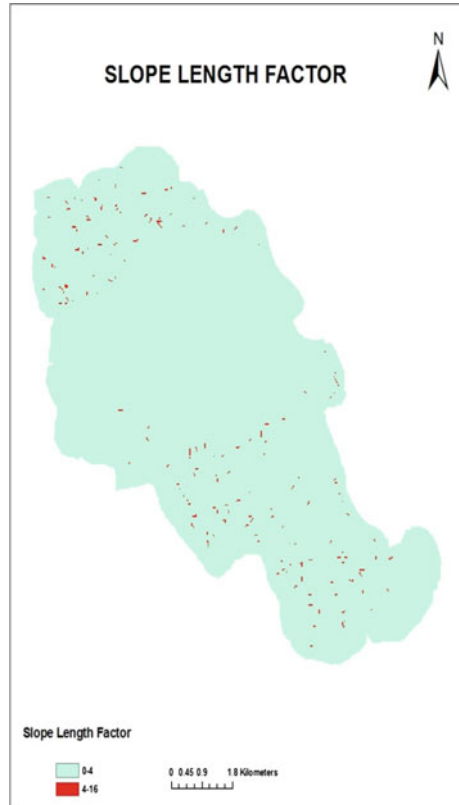 N
SLOPE LENGTH FACTOR
Slope Length Factor
0-4
4-16
0 0.45 0.9 1.8 Kilometers